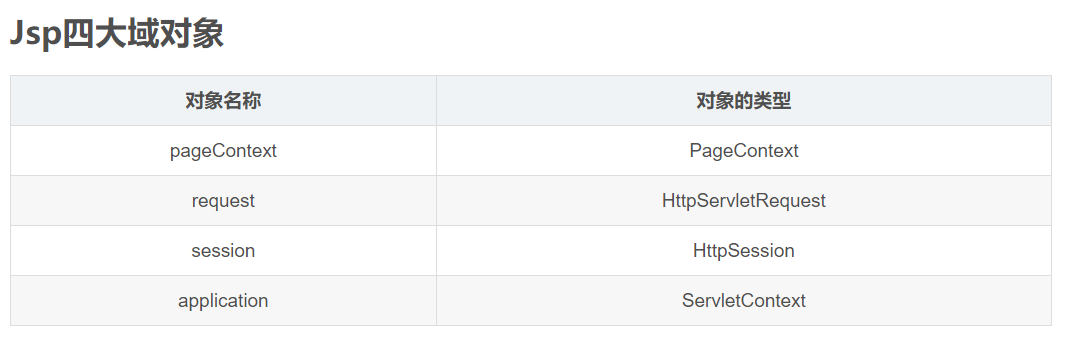 Jsp四大域对象
对象名称 对象的类型
pageContext PageContext
request HttpServletRequest
session HttpSession
application ServletContext